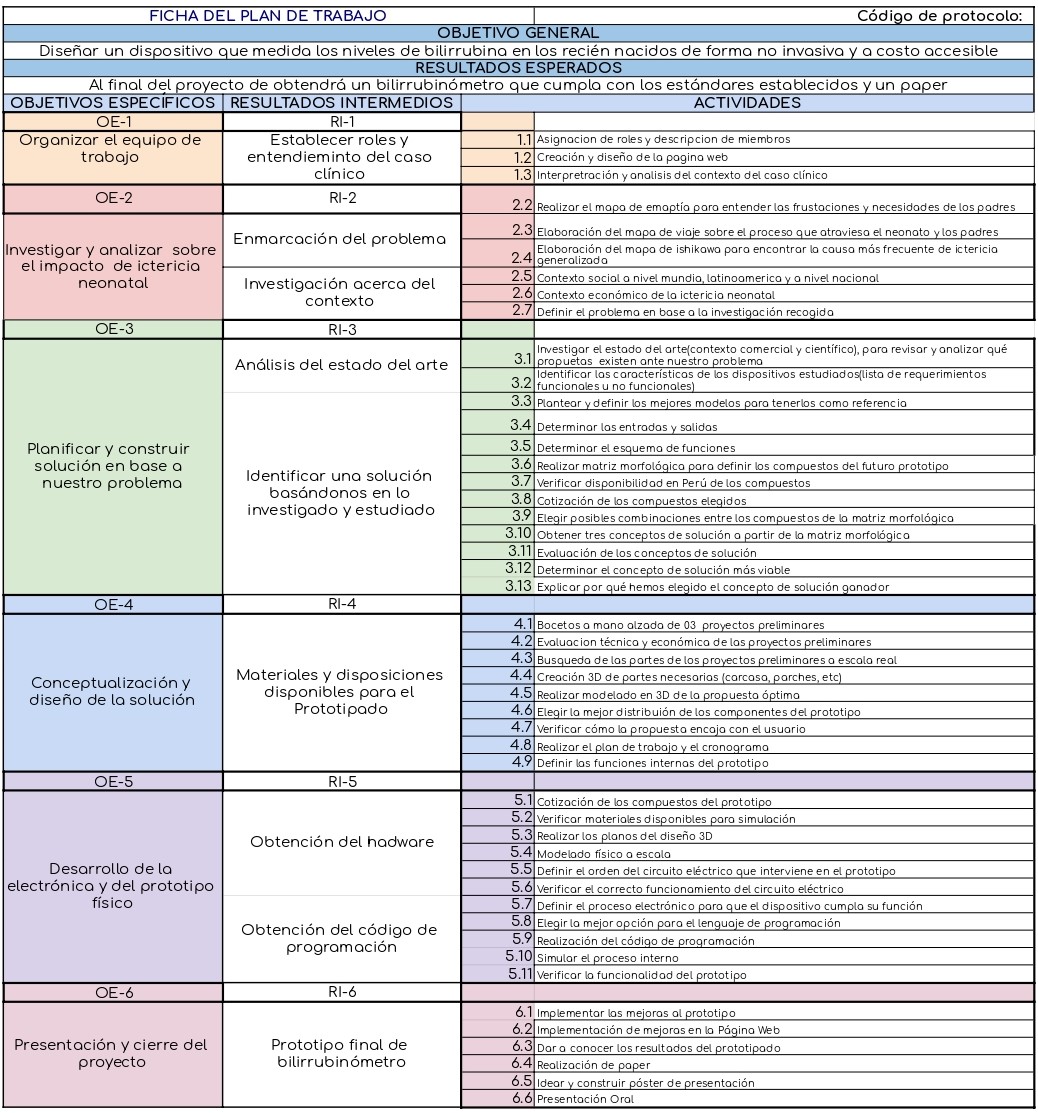 FICHA DEL PLAN DE TRABAJO
Código de protocolo:
OBJETIVO GENERAL
Diseñar un dispositivo que medida los niveles de bilirrubina en los recién nacidos de forma no invasiva y a costo accesible
RESULTADOS ESPERADOS
Al final del proyecto de obtendrá un bilirrubinómetro que cumpla con los estándares establecidos y un paper
OBJETIVOS ESPECÍFICOS
RESULTADOS INTERMEDIOS
ACTIVIDADES
OE-1
RI-1
Organizar el equipo de
trabajo
Establecer roles y
entendieminto del caso
clínico
1.1 Asignacion de roles y descripcion de miembros
1.2 Creación y diseño de la pagina web
1.3 Interpretración y analisis del contexto del caso clínico
OE-2
RI-2
Investigar y analizar sobre
el impacto de ictericia
neonatal
Enmarcación del problema
Investigación acerca del
contexto
2.2 Realizar el mapa de emaptía para entender las frustaciones y necesidades de los padres
2.3 Elaboración del mapa de viaje sobre el proceso que atraviesa el neonato y los padres
2.4 Elaboración del mapa de ishikawa para encontrar la causa más frecuente de ictericia
generalizada
2.5 Contexto social a nivel mundia, latinoamerica y a nivel nacional
2.6 Contexto económico de la ictericia neonatal
2.7 Definir el problema en base a la investigación recogida
OE-3
RI-3
Planificar y construir
solución en base a
nuestro problema
Análisis del estado del arte
Identificar una solución
basándonos en lo
investigado y estudiado
3.1 Investigar el estado del arte(contexto comercial y científico), para revisar y analizar qué
propuetas existen ante nuestro problema
3.2 Identificar las características de los dispositivos estudiados(lista de requerimientos
funcionales u no funcionales)
3.3 Plantear y definir los mejores modelos para tenerlos como referencia
3.4 Determinar las entradas y salidas
3.5 Determinar el esquema de funciones
3.6 Realizar matriz morfológica para definir los compuestos del futuro prototipo
3.7 Verificar disponibilidad en Perú de los compuestos
3.8 Cotización de los compuestos elegidos
3.9 Elegir posibles combinaciones entre los compuestos de la matriz morfológica
3.10 Obtener tres conceptos de solución a partir de la matriz morfológica
3.11 Evaluación de los conceptos de solución
3.12 Determinar el concepto de solución más viable
3.13 Explicar por qué hemos elegido el concepto de solución ganador
OE-4
RI-4
Conceptualización y
diseño de la solución
Materiales y disposiciones
disponibles para el
Prototipado
4.1 Bocetos a mano alzada de 03 proyectos preliminares
4.2 Evaluacion técnica y económica de las proyectos preliminares
4.3 Busqueda de las partes de los proyectos preliminares a escala real
4.4 Creación 3D de partes necesarias (carcasa, parches, etc)
4.5 Realizar modelado en 3D de la propuesta óptima
4.6 Elegir la mejor distribuión de los componentes del prototipo
4.7 Verificar cómo la propuesta encaja con el usuario
4.8 Realizar el plan de trabajo y el cronograma
4.9 Definir las funciones internas del prototipo
OE-5
RI-5
Desarrollo de la
electrónica y del prototipo
físico
Obtención del hadware
Obtención del código de
programación
5.1 Cotización de los compuestos del prototipo
5.2 Verificar materiales disponibles para simulación
5.3 Realizar los planos del diseño 3D
5.4 Modelado físico a escala
5.5 Definir el orden del circuito eléctrico que interviene en el prototipo
5.6 Verificar el correcto funcionamiento del circuito eléctrico
5.7 Definir el proceso electrónico para que el dispositivo cumpla su función
5.8 Elegir la mejor opción para el lenguaje de programación
5.9 Realización del código de programación
5.10 Simular el proceso interno
5.11 Verificar la funcionalidad del prototipo
OE-6
RI-6
Presentación y cierre del
proyecto
Prototipo final de
bilirrubinómetro
6.1 Implementar las mejoras al prototipo
6.2 Implementación de mejoras en la Página Web
6.3 Dar a conocer los resultados del prototipado
6.4 Realización de paper
6.5 Idear y construir póster de presentación
6.6 Presentación Oral